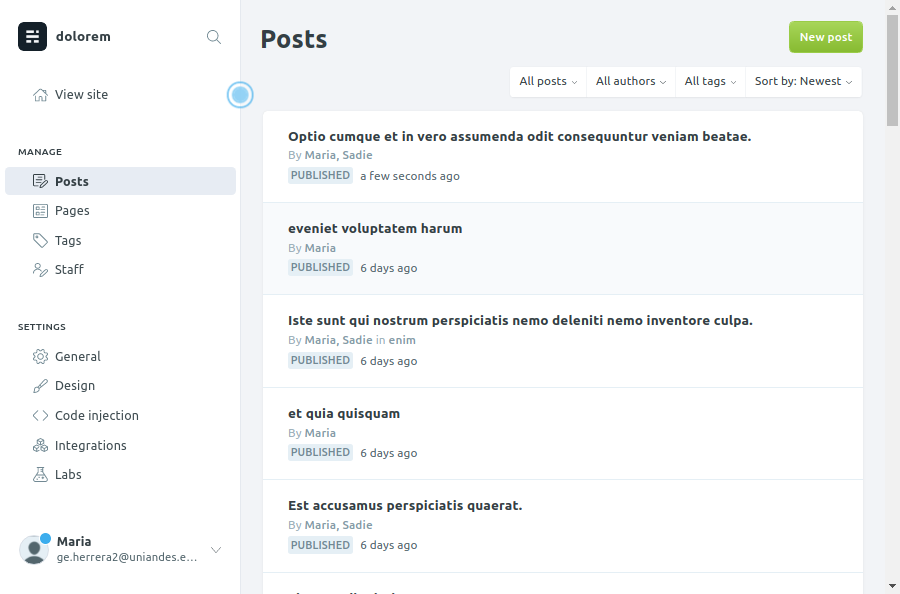 dolorem
View site
MANAGE
Posts
Pages
Tags
Staff
SETTINGS
General
Design
Code injection
Integrations
Labs
Maria
ge.herrera2@uniandes.e...
Posts
New post
All posts
All authors
All tags
Sort by: Newest
Optio cumque et in vero assumenda odit consequuntur veniam beatae.
By Maria, Sadie
PUBLISHED a few seconds ago
eveniet voluptatem harum
By Maria
PUBLISHED 6 days ago
Iste sunt qui nostrum perspiciatis nemo deleniti nemo inventore culpa.
By Maria, Sadie in enim
PUBLISHED 6 days ago
et quia quisquam
By Maria
PUBLISHED 6 days ago
Est accusamus perspiciatis quaerat.
By Maria, Sadie
PUBLISHED 6 days ago